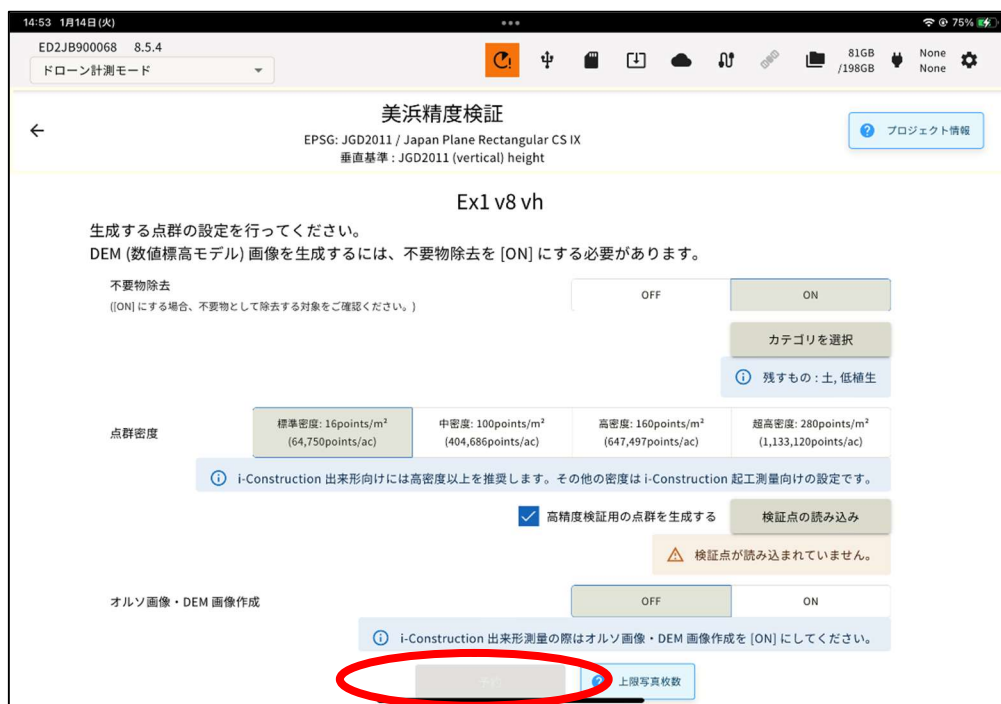 14:53 1月14日(火)
75%
ED2JB900068 8.5.4
ドローン計測モード
81GB
/198GB
None
None
美浜精度検証
EPSG: JGD2011 / Japan Plane Rectangular CS IX
垂直基準 : JGD2011 (vertical) height
プロジェクト情報
Ex1 v8 vh
生成する点群の設定を行ってください。
DEM (数値標高モデル) 画像を生成するには、不要物除去を [ON] にする必要があります。
不要物除去
([ON] にする場合、不要物として除去する対象をご確認ください。)
OFF
ON
カテゴリを選択
残すもの : 土, 低植生
点群密度
標準密度: 16points/m²
(64,750points/ac)
中密度: 100points/m²
(404,686points/ac)
高密度: 160points/m²
(647,497points/ac)
超高密度: 280points/m²
(1,133,120points/ac)
i-Construction 出来形向けには高密度以上を推奨します。その他の密度は i-Construction 起工測量向けの設定です。
高精度検証用の点群を生成する
検証点の読み込み
検証点が読み込まれていません。
オルソ画像・DEM 画像作成
OFF
ON
i-Construction 出来形測量の際はオルソ画像・DEM 画像作成を [ON] にしてください。
上限写真枚数